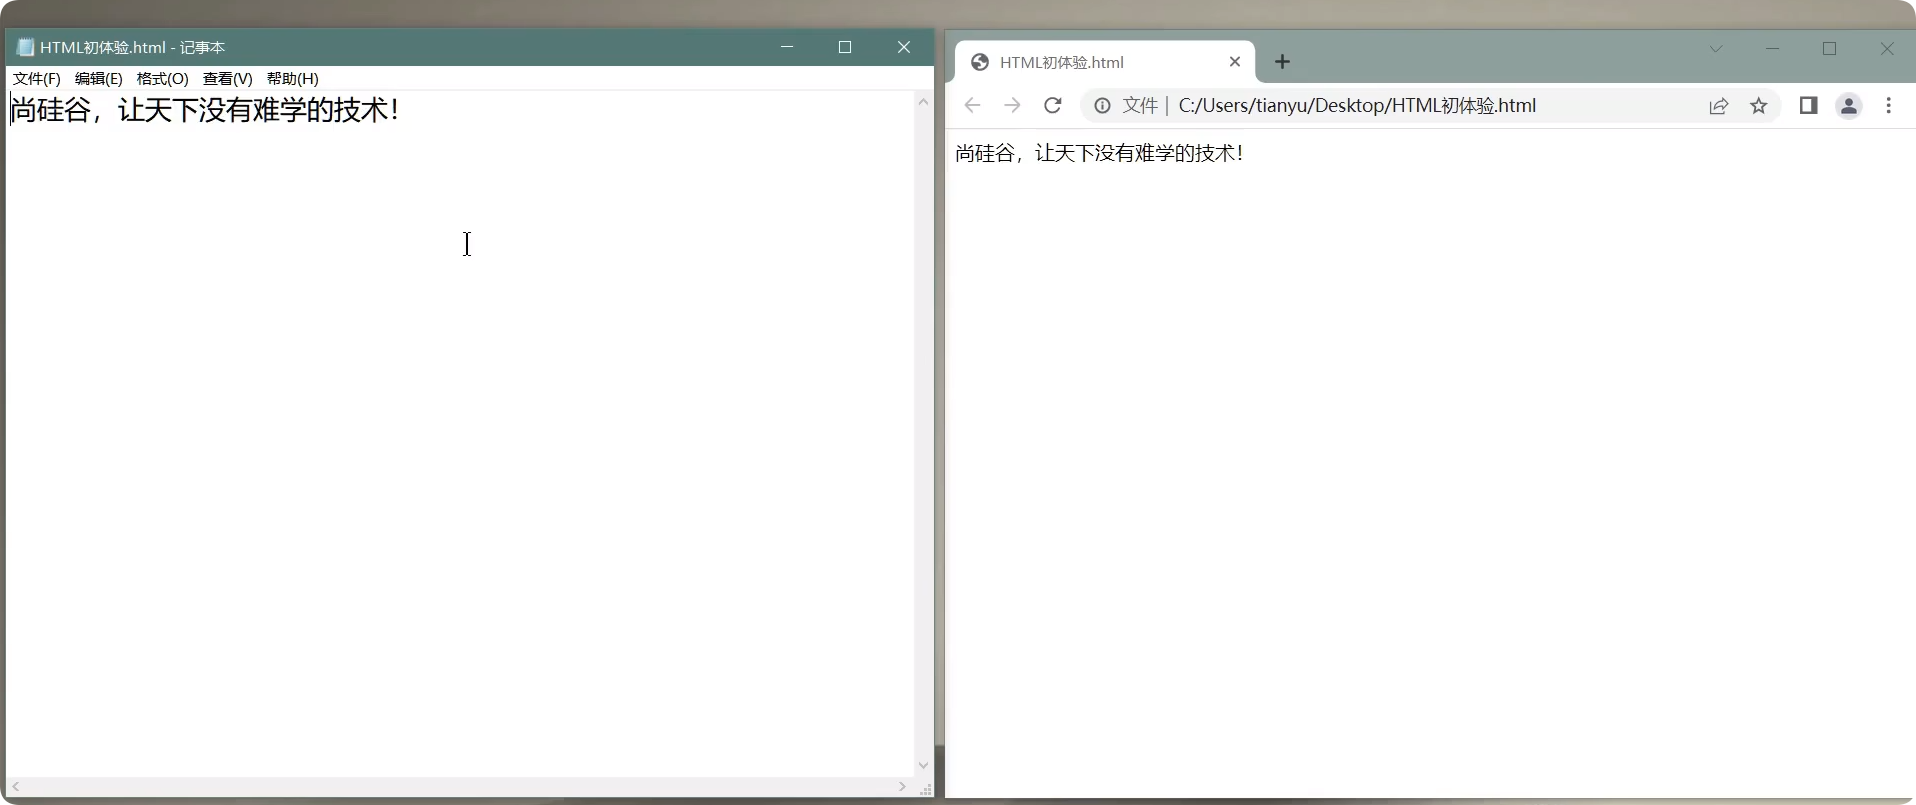 HTML初体验.html - 记事本
文件(F) 编辑(E) 格式(O) 查看(V) 帮助(H)
尚硅谷，让天下没有难学的技术！
HTML初体验.html
文件 | C:/Users/tianyu/Desktop/HTML初体验.html
尚硅谷，让天下没有难学的技术！